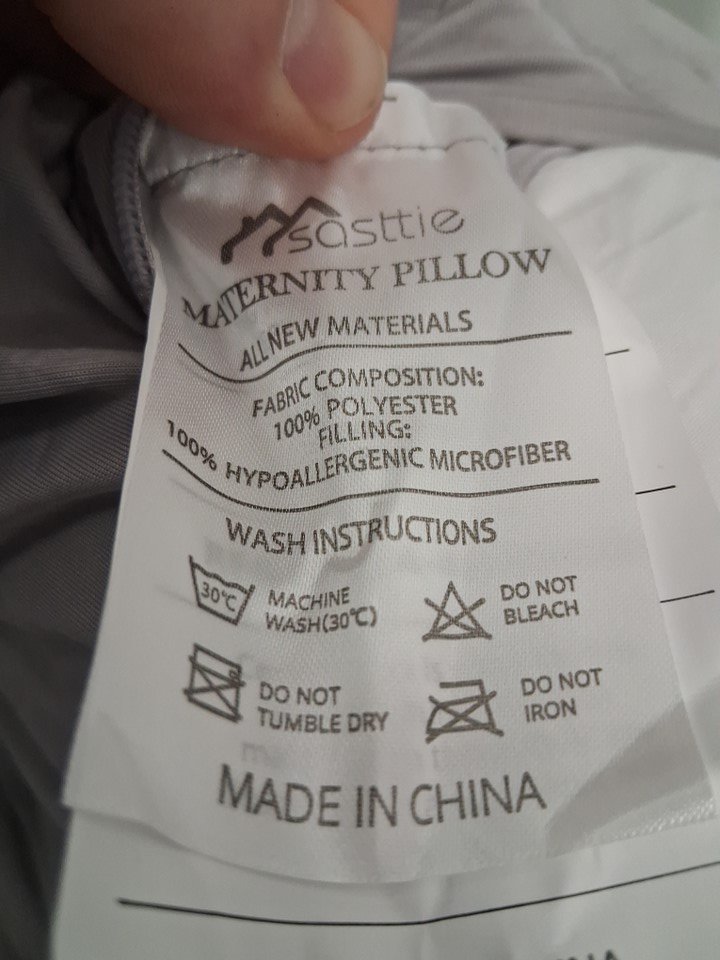 sasttie
MATERNITY PILLOW
ALL NEW MATERIALS
FABRIC COMPOSITION:
100% POLYESTER
FILLING:
100% HYPOALLERGENIC MICROFIBER
WASH INSTRUCTIONS
30°C MACHINE
WASH(30℃)
DO NOT
BLEACH
DO NOT
TUMBLE DRY
DO NOT
IRON
MADE IN CHINA